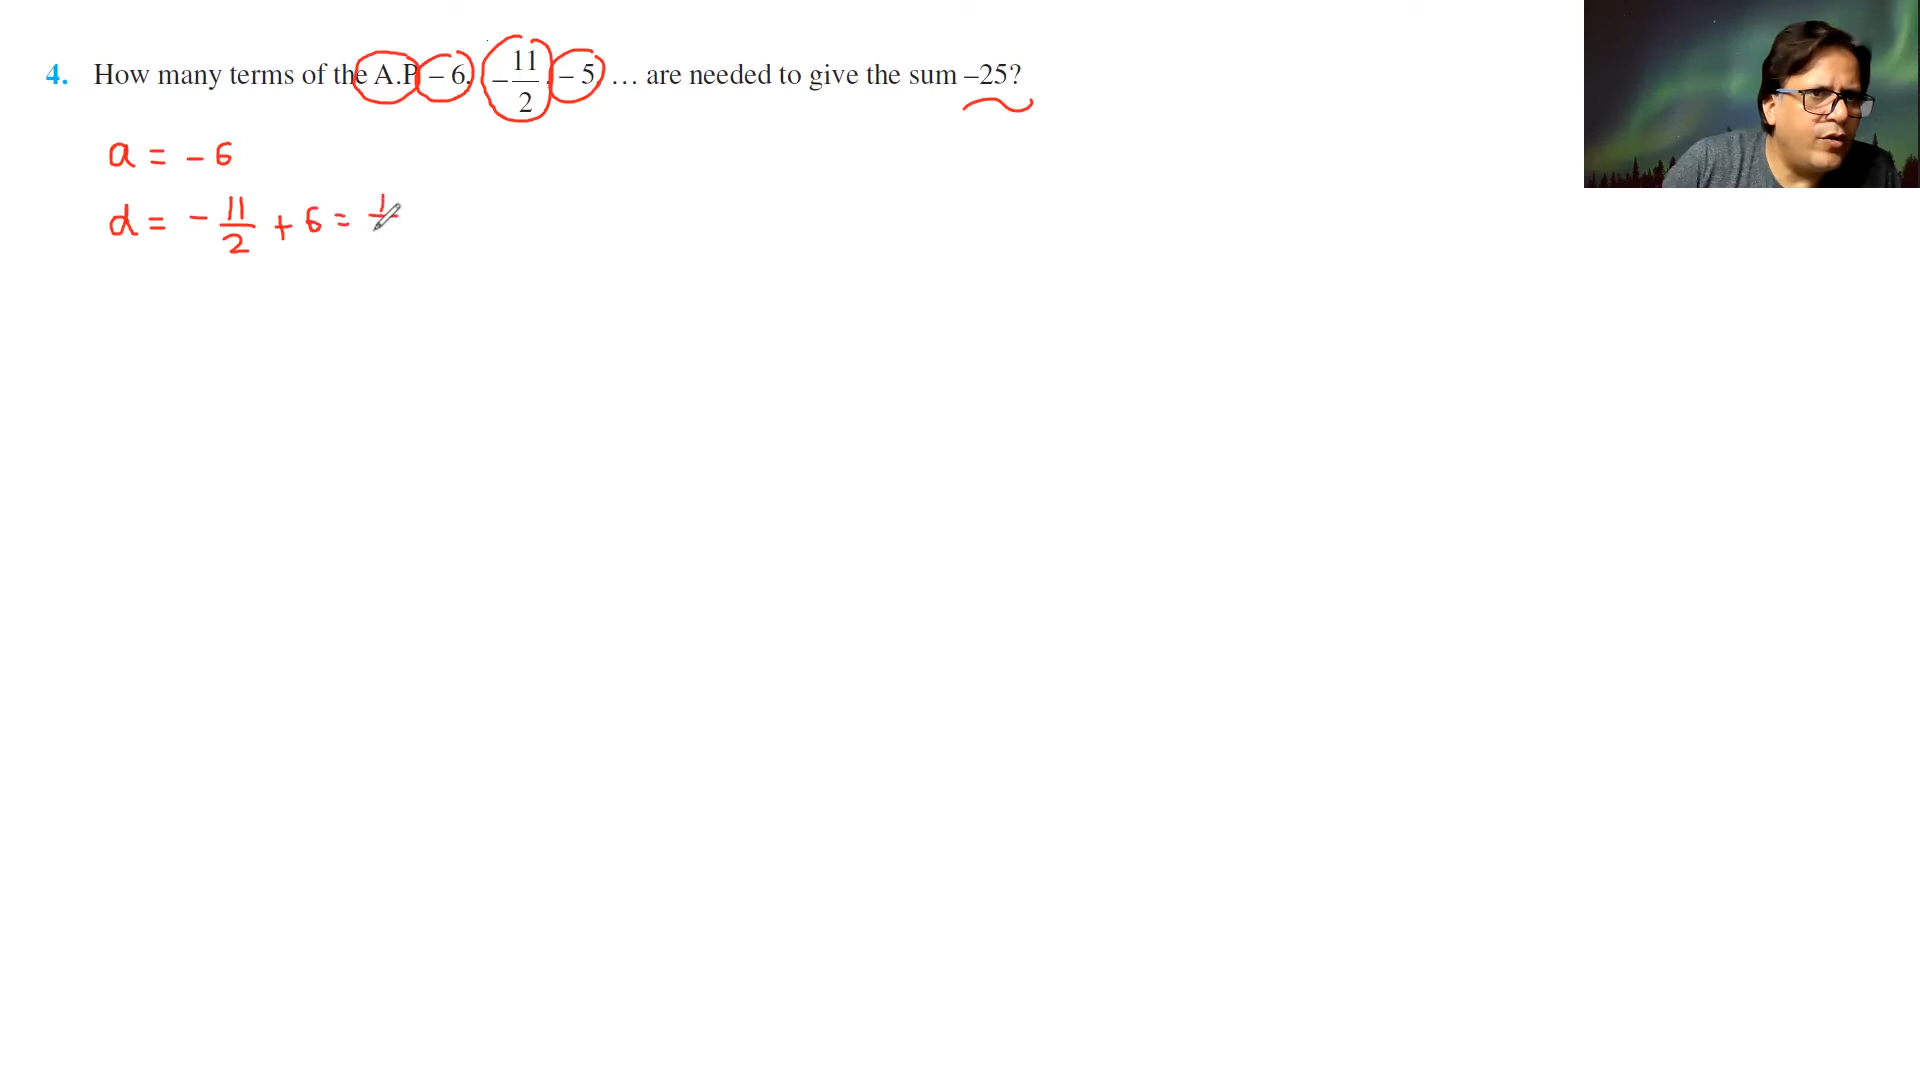 4. How many terms of the A.P. – 6, –11/2, – 5, … are needed to give the sum –25?
a = - 6
d = - 11/2 + 6 = 1